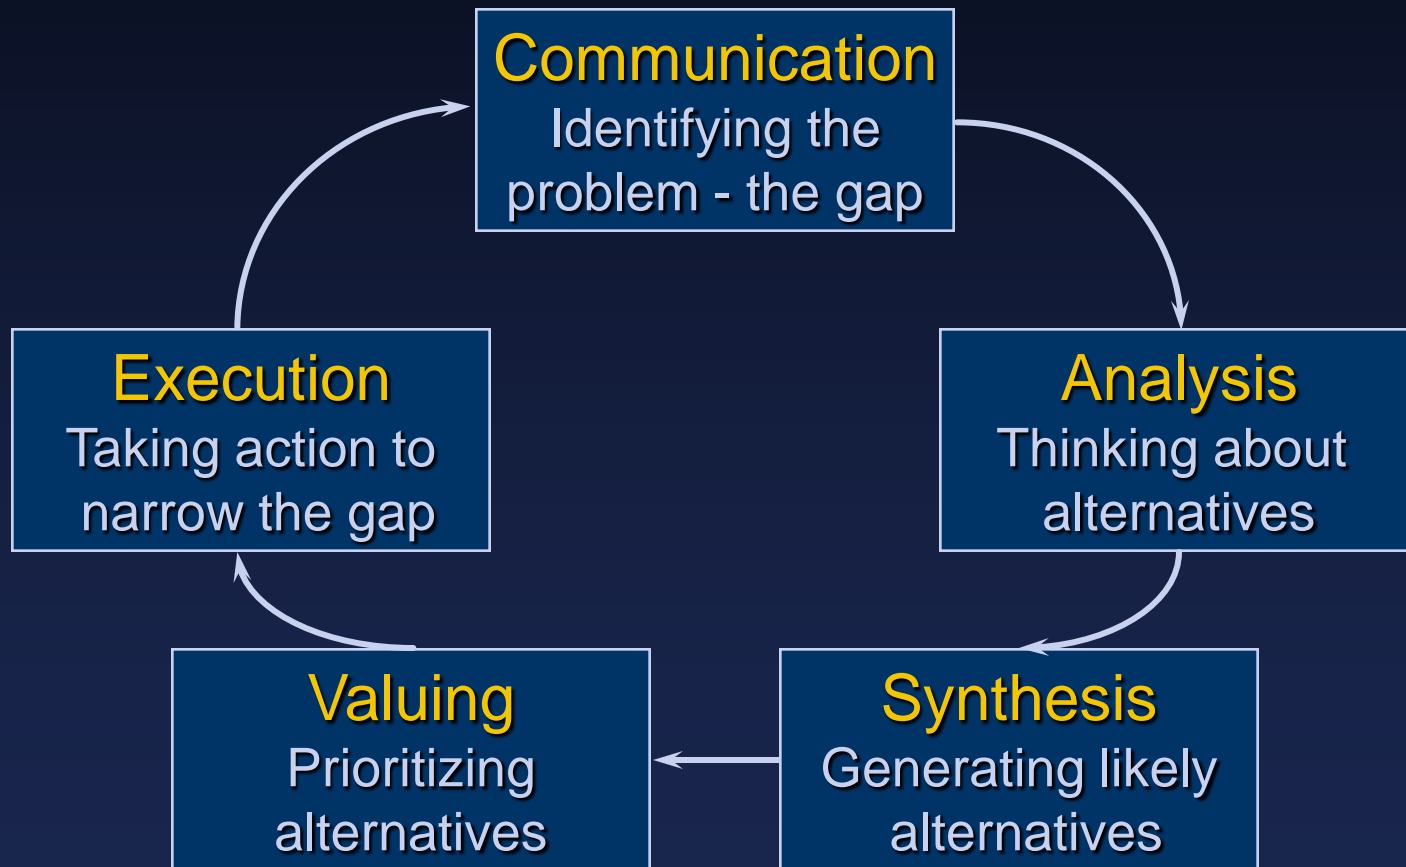 Communication
Identifying the
problem - the gap
Analysis
Thinking about
alternatives
Synthesis
Generating likely
alternatives
Valuing
Prioritizing
alternatives
Execution
Taking action to
narrow the gap